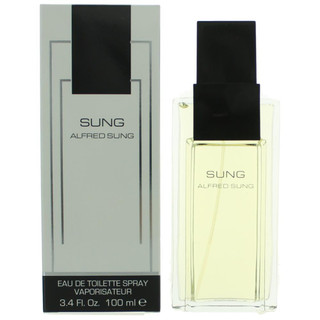 SUNG
ALFRED SUNG
EAU DE TOILETTE SPRAY
VAPORISATEUR
3.4 Fl. Oz. 100 ml ℮
SUNG
ALFRED SUNG